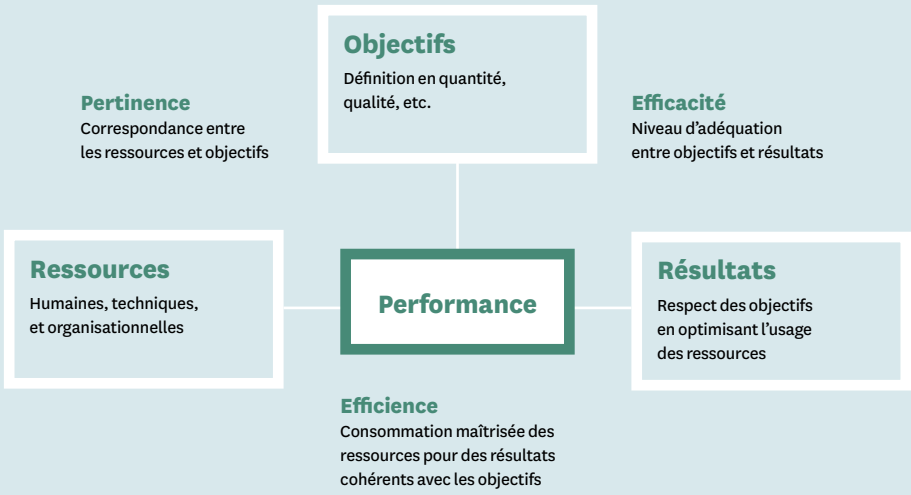 Objectifs
Définition en quantité,
qualité, etc.
Pertinence
Correspondance entre
les ressources et objectifs
Efficacité
Niveau d’adéquation
entre objectifs et résultats
Ressources
Humaines, techniques,
et organisationnelles
Performance
Résultats
Respect des objectifs
en optimisant l’usage
des ressources
Efficience
Consommation maîtrisée des
ressources pour des résultats
cohérents avec les objectifs